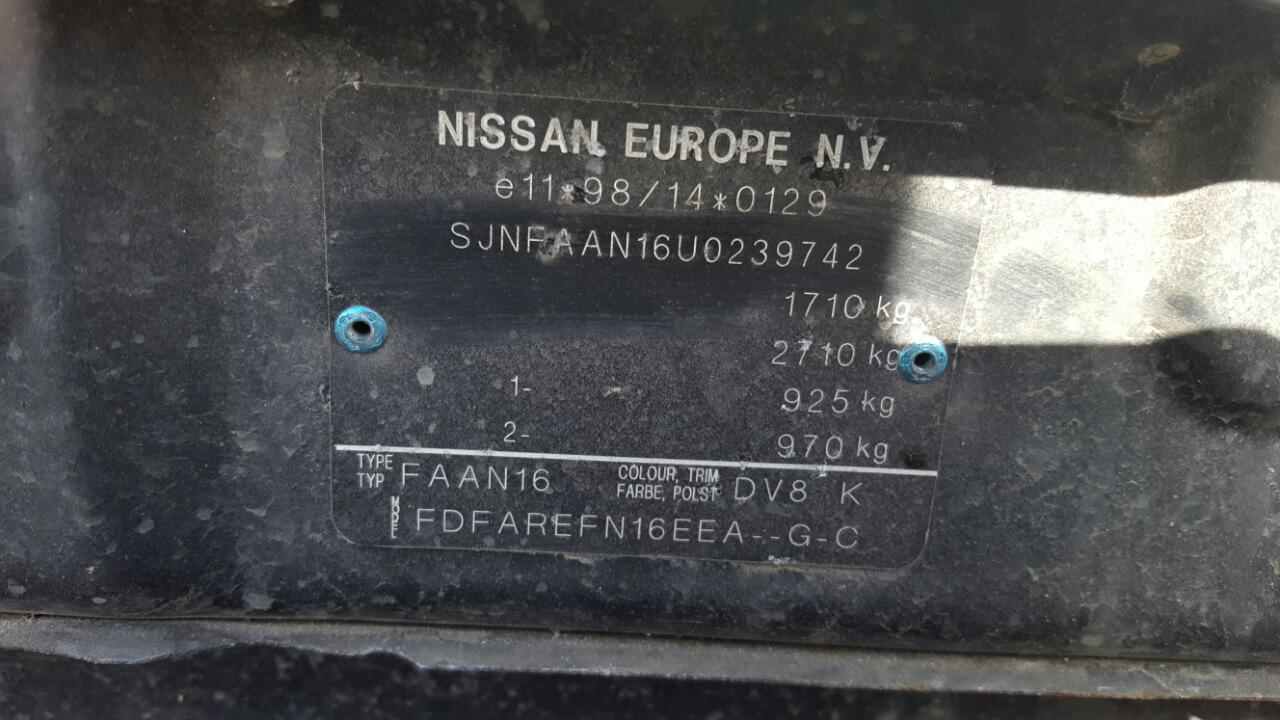 NISSAN EUROPE N.V.
e11*98/14*0129
SJNFAAN16U0239742
1710 kg
2710 kg
1- 925 kg
2- 970 kg
TYPE TYP FAAN16 COLOUR, TRIM FARBE, POLST DV8 K
MODEL FDFAREFN16EEA--G-C